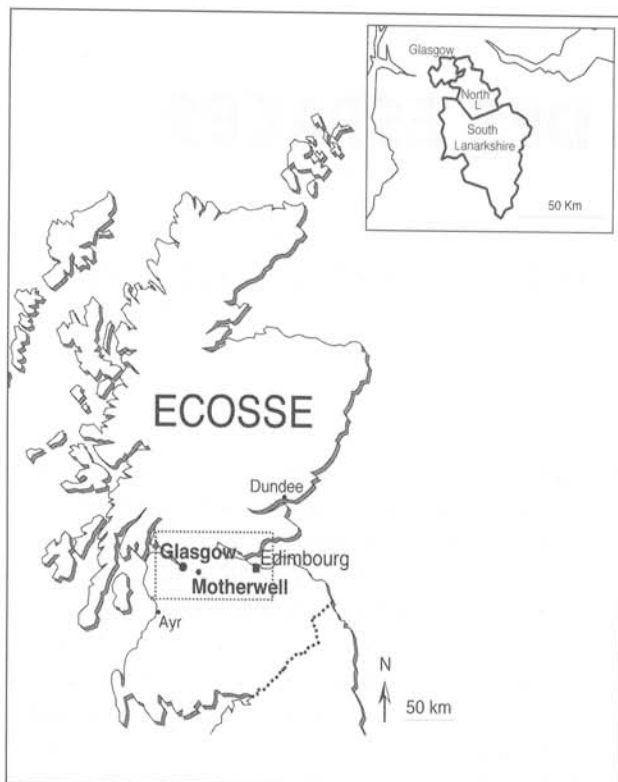 Glasgow
North
L
South
Lanarkshire
50 Km
ECOSSE
Dundee
Glasgow
Edimbourg
Motherwell
Ayr
N
50 km